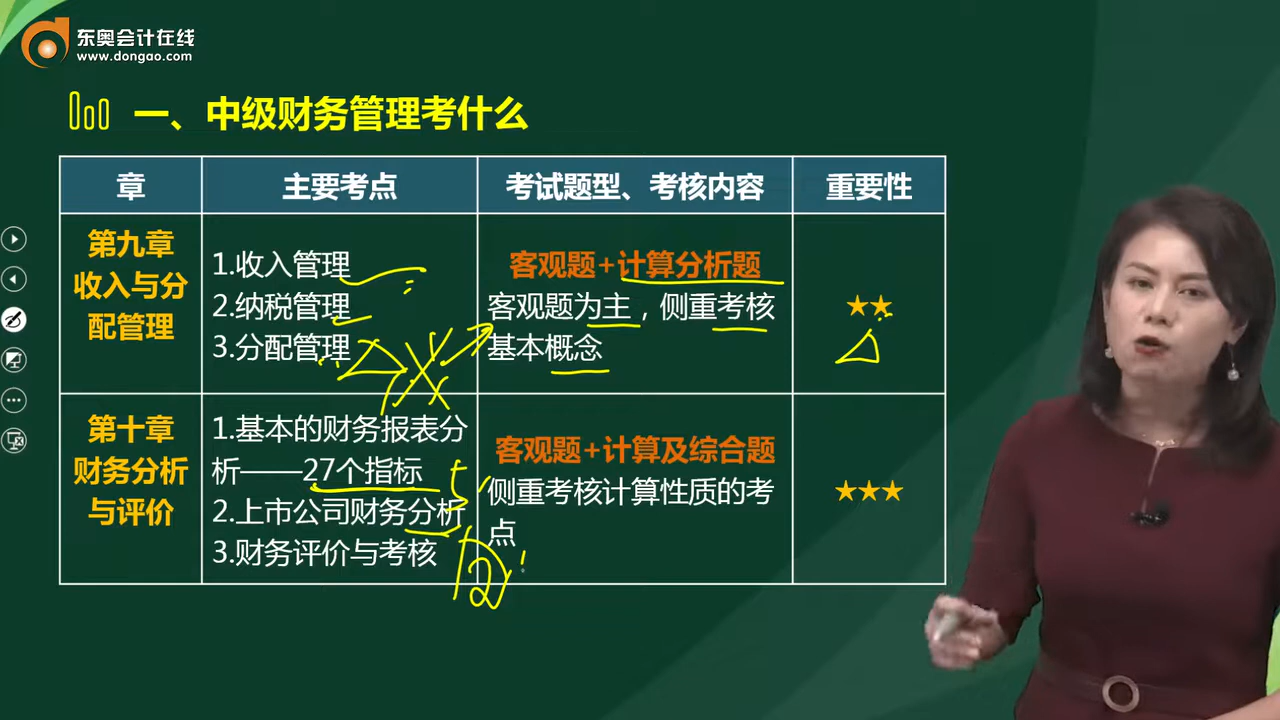 东奥会计在线
www.dongao.com
一、中级财务管理考什么
章
主要考点
考试题型、考核内容
重要性
第九章
收入与分
配管理
1.收入管理
2.纳税管理
3.分配管理
客观题+计算分析题
客观题为主，侧重考核
基本概念
★★
第十章
财务分析
与评价
1.基本的财务报表分
析——27个指标
2.上市公司财务分析
3.财务评价与考核
客观题+计算及综合题
侧重考核计算性质的考
点
★★★